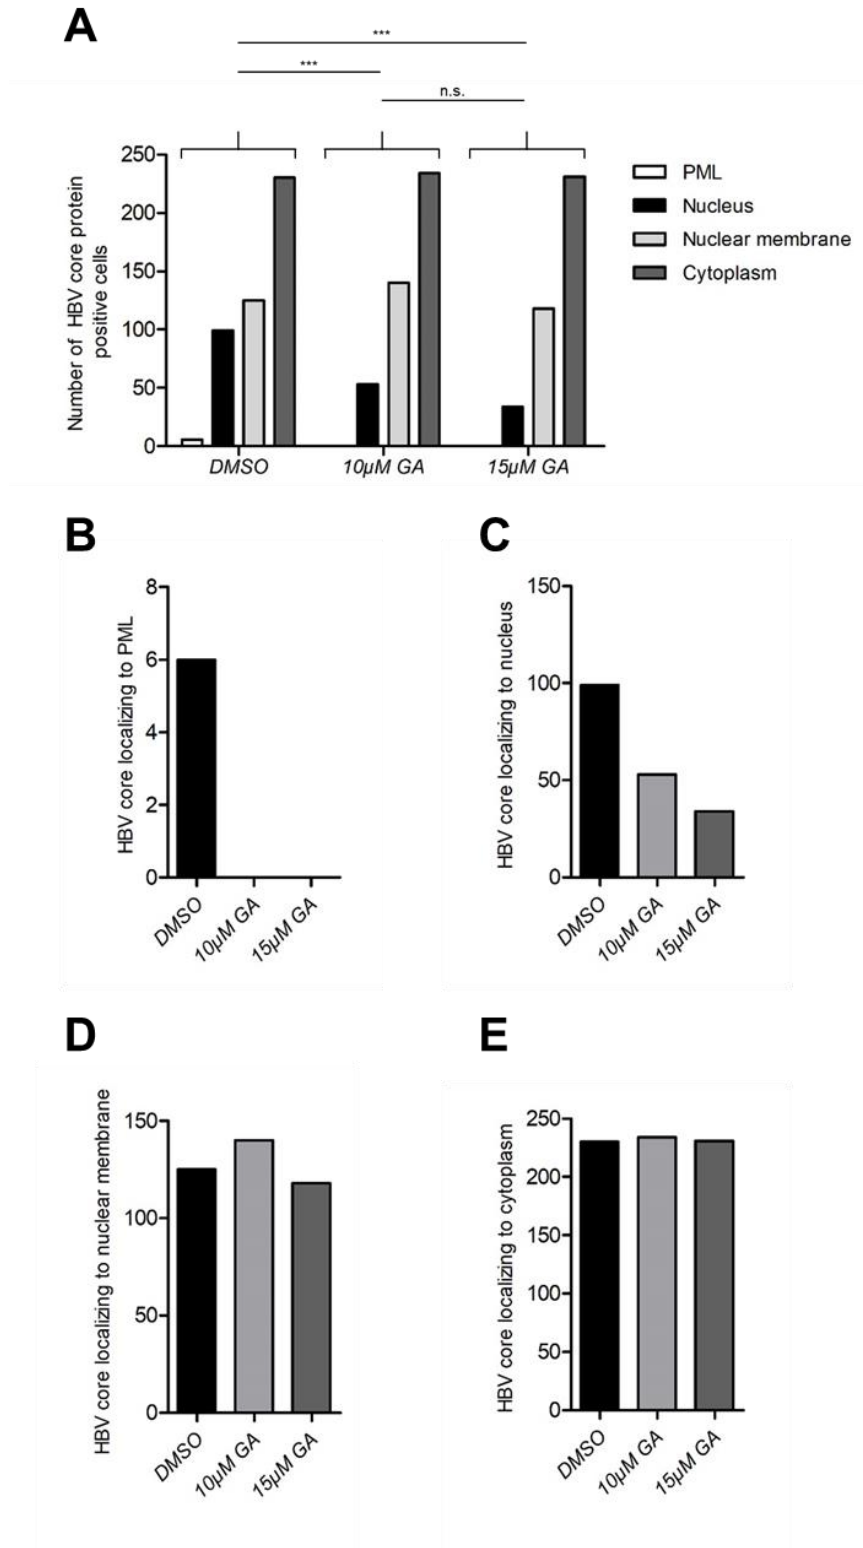 A
***
***
n.s.
250
200
150
100
50
0
Number of HBV core protein
positive cells
DMSO
10µM GA
15µM GA
PML
Nucleus
Nuclear membrane
Cytoplasm
B
8
6
4
2
0
HBV core localizing to PML
DMSO
10µM GA
15µM GA
C
150
100
50
0
HBV core localizing to nucleus
DMSO
10µM GA
15µM GA
D
150
100
50
0
HBV core localizing to nuclear membrane
DMSO
10µM GA
15µM GA
E
250
200
150
100
50
0
HBV core localizing to cytoplasm
DMSO
10µM GA
15µM GA